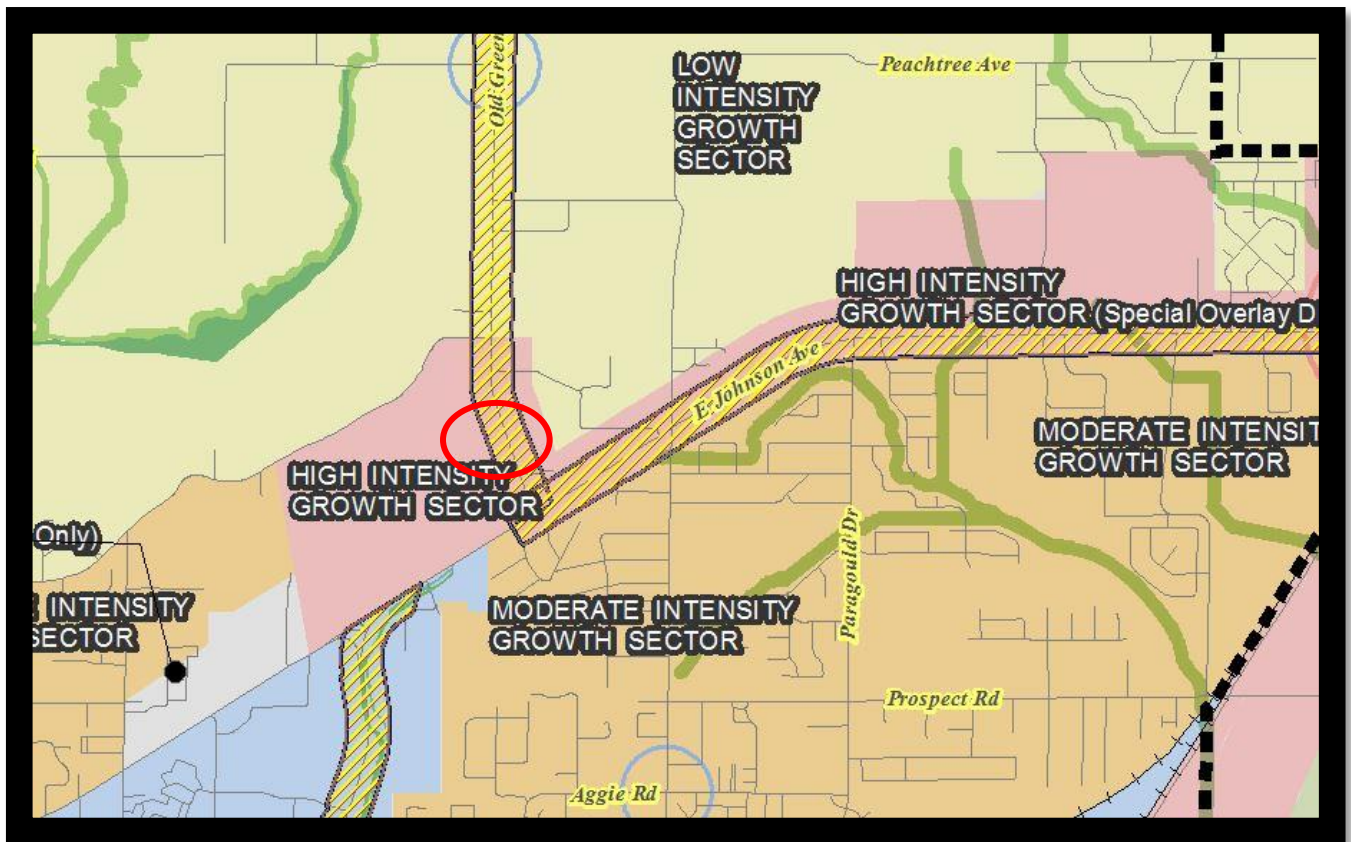 Old Green
LOW
INTENSITY
GROWTH
SECTOR
Peachtree Ave
HIGH INTENSITY
GROWTH SECTOR (Special Overlay D
E Johnson Ave
MODERATE INTENSIT
GROWTH SECTOR
HIGH INTENSITY
GROWTH SECTOR
Only)
INTENSITY
SECTOR
MODERATE INTENSITY
GROWTH SECTOR
Paragould Dr
Prospect Rd
Aggie Rd